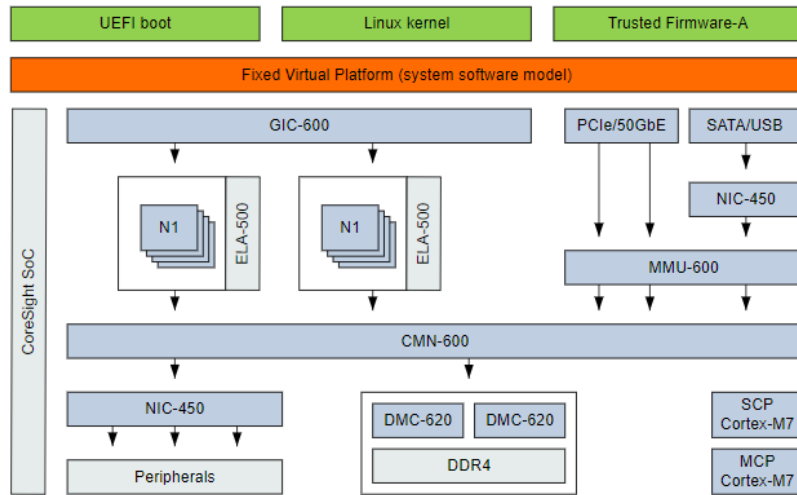 UEFI boot
Linux kernel
Trusted Firmware-A
Fixed Virtual Platform (system software model)
CoreSight SoC
GIC-600
PCIe/50GbE
SATA/USB
N1
ELA-500
N1
ELA-500
NIC-450
MMU-600
CMN-600
NIC-450
Peripherals
DMC-620
DMC-620
DDR4
SCP
Cortex-M7
MCP
Cortex-M7